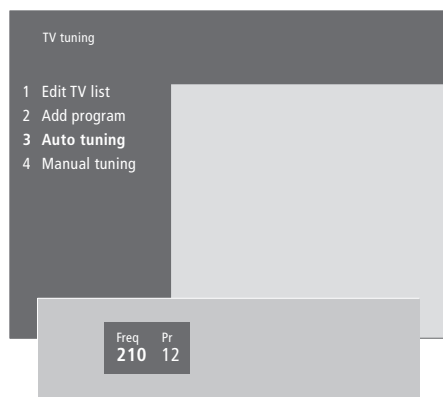 TV tuning
1 Edit TV list
2 Add program
3 Auto tuning
4 Manual tuning
Freq Pr
210 12